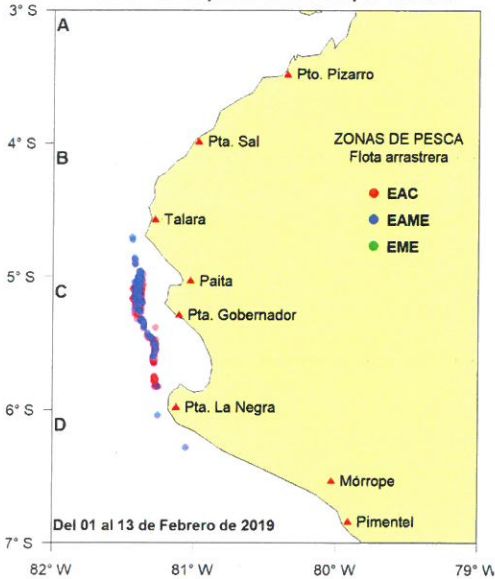 3° S
A
Pto. Pizarro
4° S
B
Pta. Sal
ZONAS DE PESCA
Flota arrastrera
EAC
EAME
EME
Talara
5° S
C
Paita
Pta. Gobernador
6° S
D
Pta. La Negra
Mórrope
Pimentel
Del 01 al 13 de Febrero de 2019
7° S
82° W
81° W
80° W
79° W